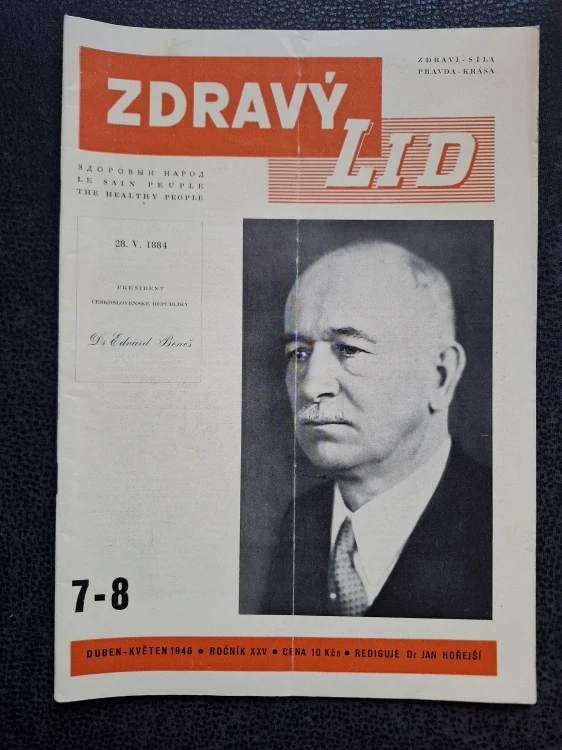 ZDRAVÍ - SÍLA
PRAVDA - KRÁSA
ZDRAVÝ
LID
ЗДОРОВЫЙ НАРОД
LE SAIN PEUPLE
THE HEALTHY PEOPLE
28. V. 1884
PRESIDENT
ČESKOSLOVENSKÉ REPUBLIKY
Dr Edvard Beneš
7-8
DUBEN-KVĚTEN 1946 • ROČNÍK XXV • CENA 10 Kčs • REDIGUJE Dr JAN HOŘEJŠÍ